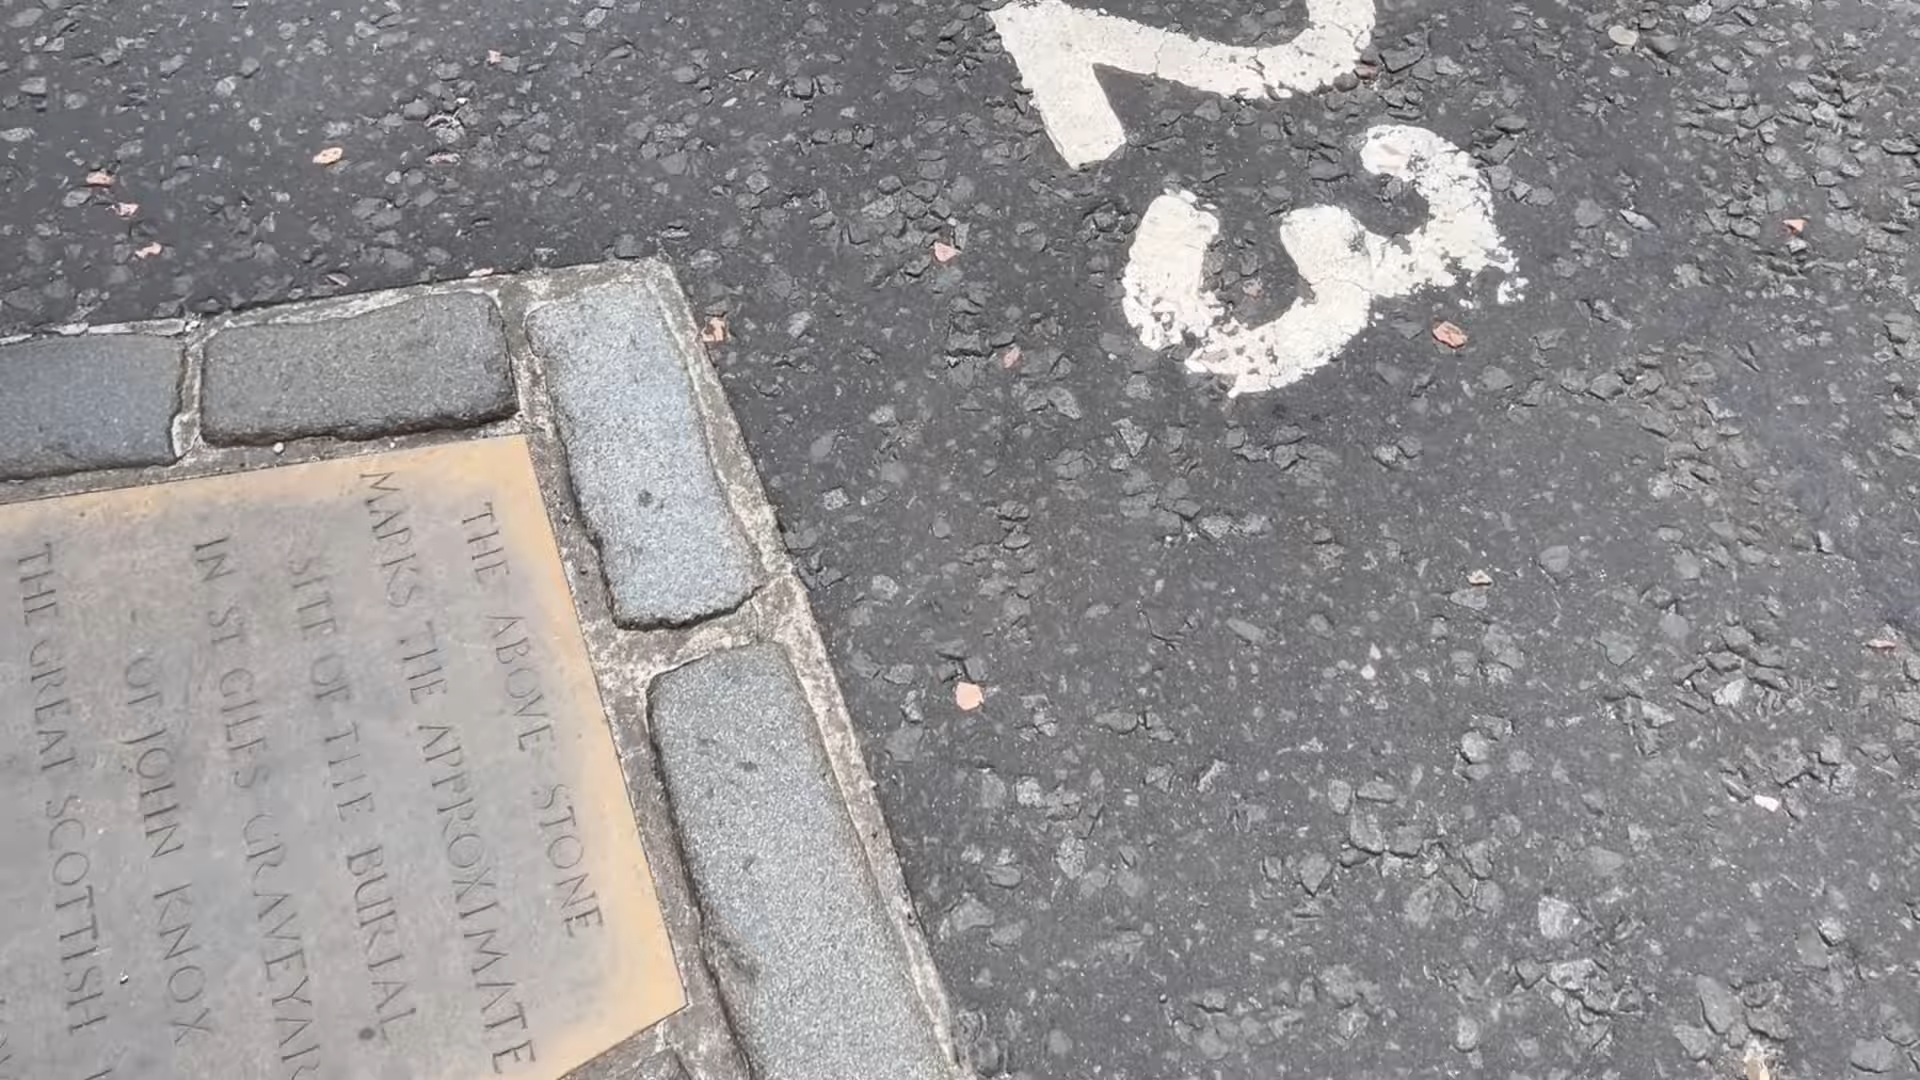 23
THE ABOVE STONE
MARKS THE APPROXIMATE
SITE OF THE BURIAL
IN ST GILES GRAVEYAR
OF JOHN KNOX
THE GREAT SCOTTISH